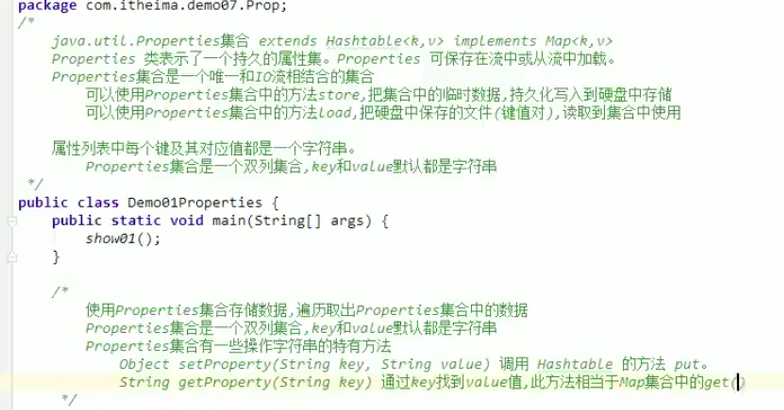 package com.itheima.demo07.Prop;
/*
java.util.Properties集合 extends Hashtable<k,v> implements Map<k,v>
Properties 类表示了一个持久的属性集。Properties 可保存在流中或从流中加载。
Properties集合是一个唯一和IO流相结合的集合
可以使用Properties集合中的方法store,把集合中的临时数据,持久化写入到硬盘中存储
可以使用Properties集合中的方法load,把硬盘中保存的文件(键值对),读取到集合中使用
属性列表中每个键及其对应值都是一个字符串。
Properties集合是一个双列集合,key和value默认都是字符串
*/
public class Demo01Properties {
public static void main(String[] args) {
show01();
}
/*
使用Properties集合存储数据,遍历取出Properties集合中的数据
Properties集合是一个双列集合,key和value默认都是字符串
Properties集合有一些操作字符串的特有方法
Object setProperty(String key, String value) 调用 Hashtable 的方法 put。
String getProperty(String key) 通过key找到value值,此方法相当于Map集合中的get()
*/